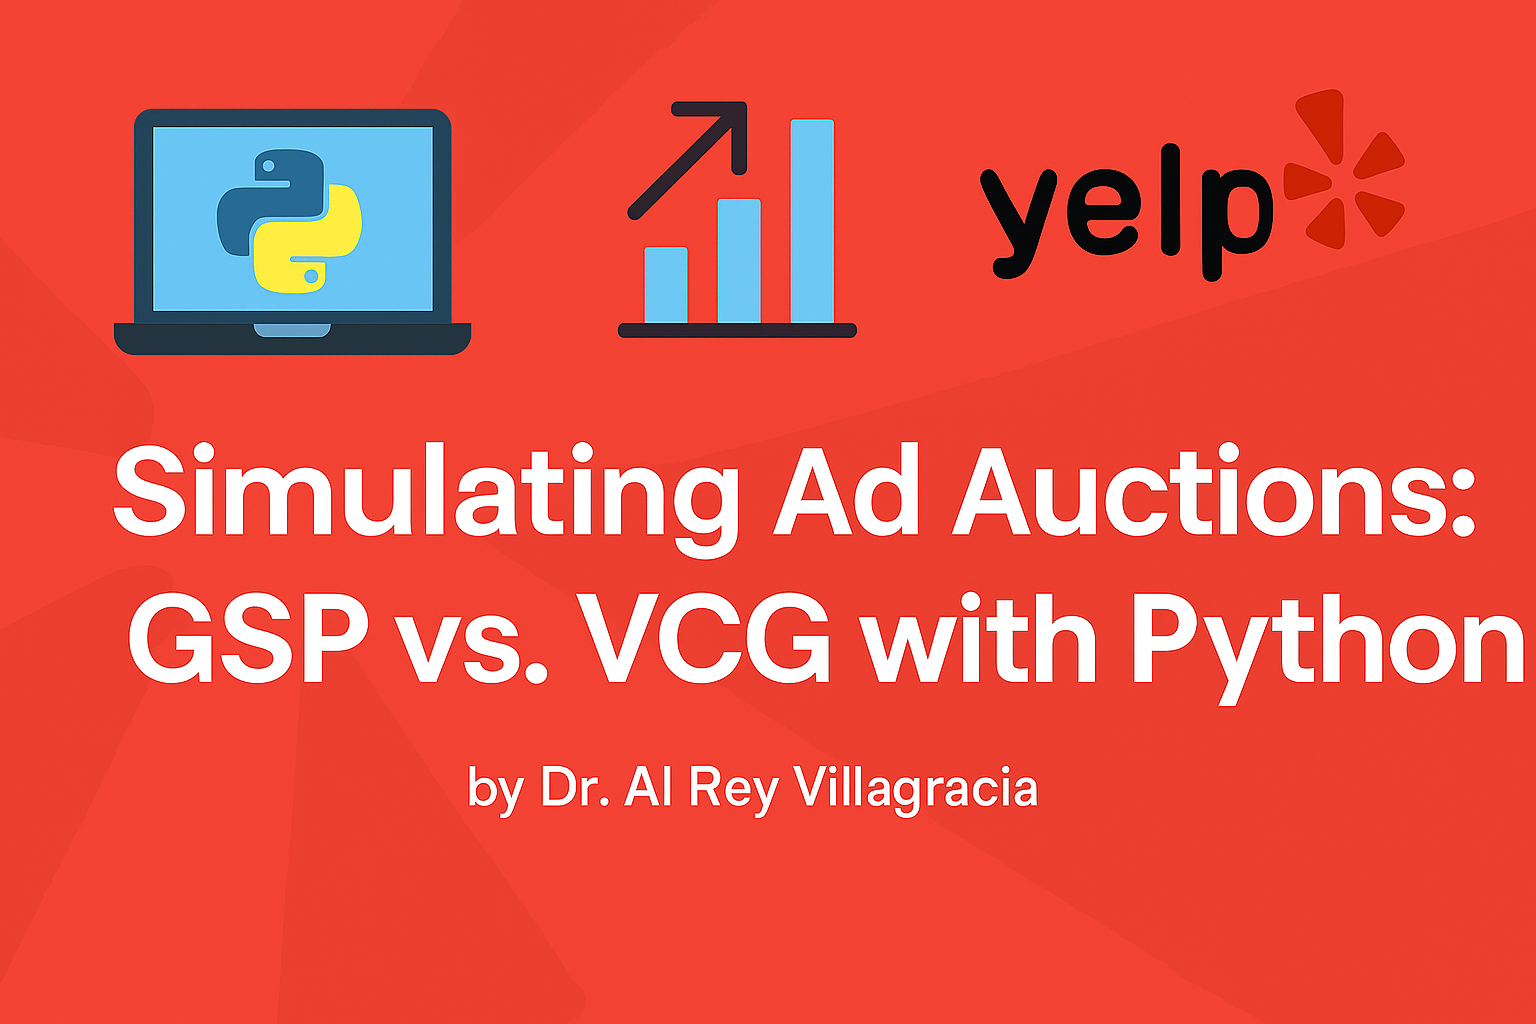 yelp
Simulating Ad Auctions:
GSP vs. VCG with Python
by Dr. Al Rey Villagracia